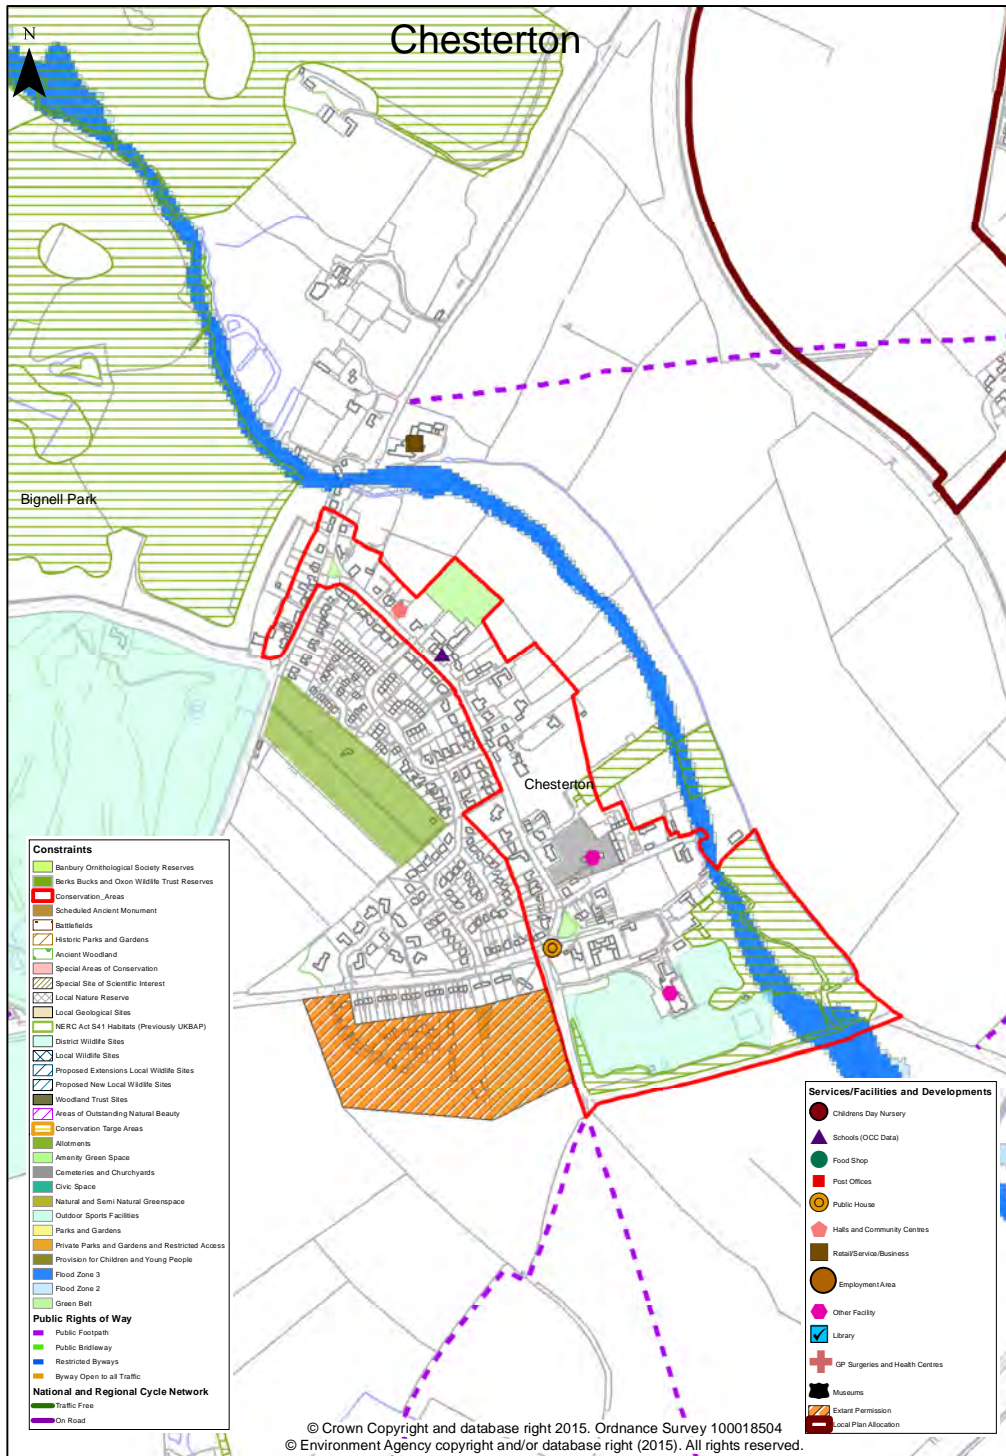 Chesterton
N
Bignell Park
Chesterton
Constraints
Banbury Ornithological Society Reserves
Berks Bucks and Oxon Wildlife Trust Reserves
Conservation_Areas
Scheduled Ancient Monument
Battlefields
Historic Parks and Gardens
Ancient Woodland
Special Areas of Conservation
Special Site of Scientific Interest
Local Nature Reserve
Local Geological Sites
NERC Act S41 Habitats (Previously UKBAP)
District Wildlife Sites
Local Wildlife Sites
Proposed Extensions Local Wildlife Sites
Proposed New Local Wildlife Sites
Woodland Trust Sites
Areas of Outstanding Natural Beauty
Conservation Targe Areas
Allotments
Amenity Green Space
Cemeteries and Churchyards
Civic Space
Natural and Semi Natural Greenspace
Outdoor Sports Facilities
Parks and Gardens
Private Parks and Gardens and Restricted Access
Provision for Children and Young People
Flood Zone 3
Flood Zone 2
Green Belt
Public Rights of Way
Public Footpath
Public Bridleway
Restricted Byways
Byway Open to all Traffic
National and Regional Cycle Network
Traffic Free
On Road
Services/Facilities and Developments
Childrens Day Nursery
Schools (OCC Data)
Food Shop
Post Offices
Public House
Halls and Community Centres
Retail/Service/Business
Employment Area
Other Facility
Library
GP Surgeries and Health Centres
Museums
Extant Permission
Local Plan Allocation
© Crown Copyright and database right 2015. Ordnance Survey 100018504
© Environment Agency copyright and/or database right (2015). All rights reserved.